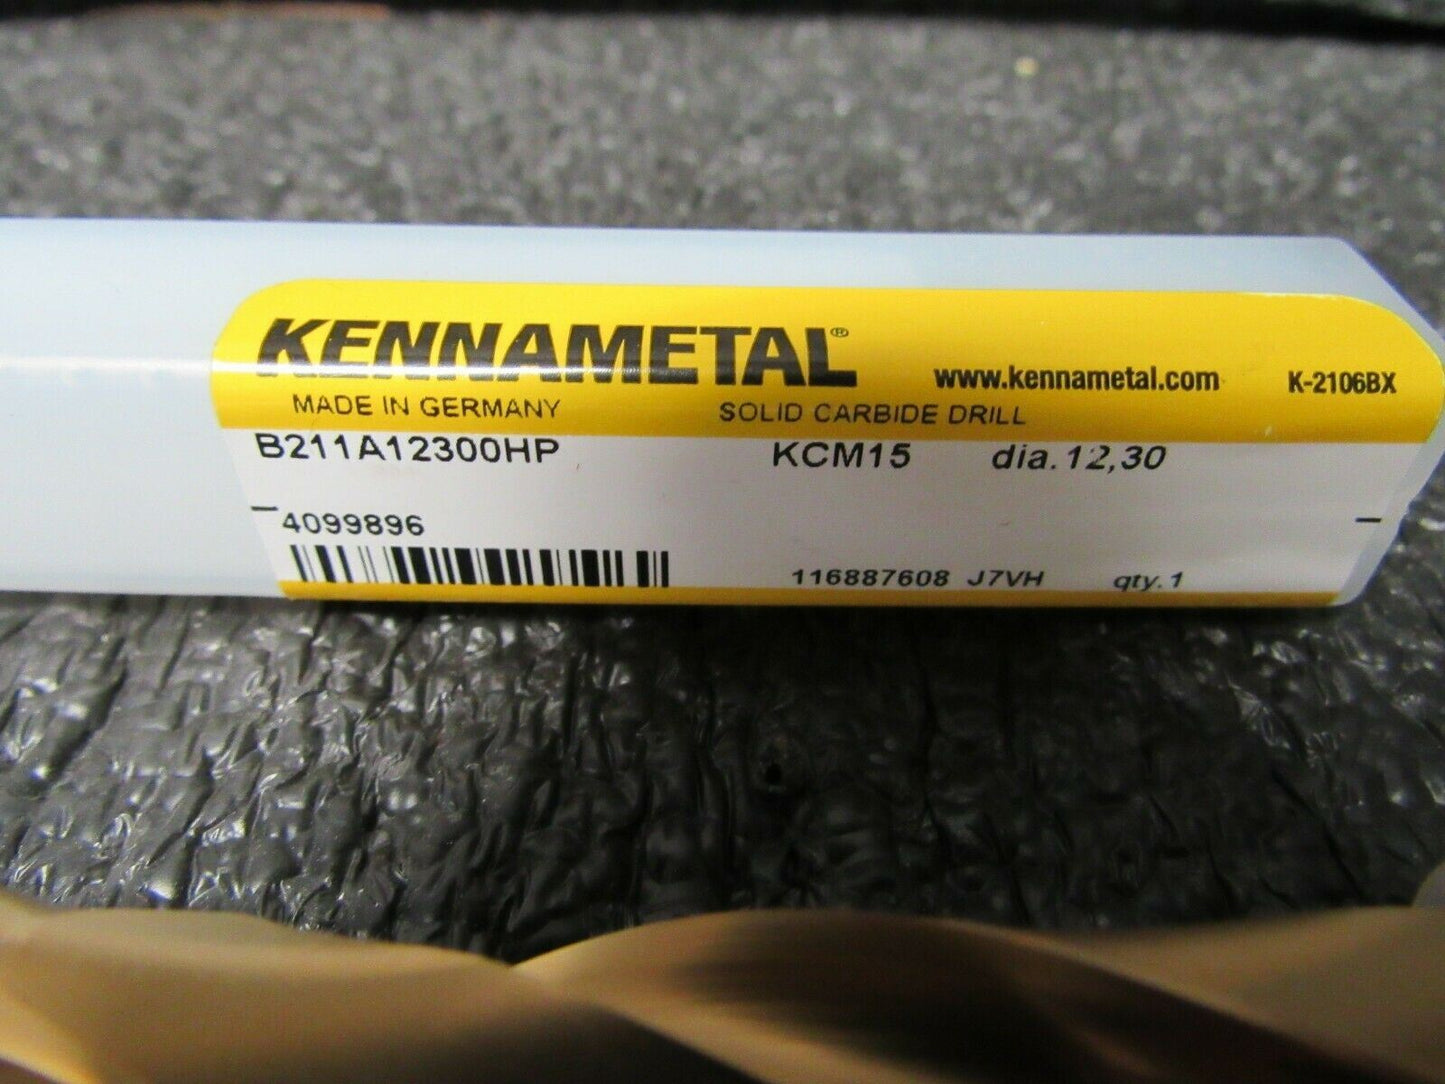 KENNAMETAL®
www.kennametal.com K-2106BX
MADE IN GERMANY SOLID CARBIDE DRILL
B211A12300HP KCM15 dia. 12,30
4099896
116887608 J7VH qty. 1